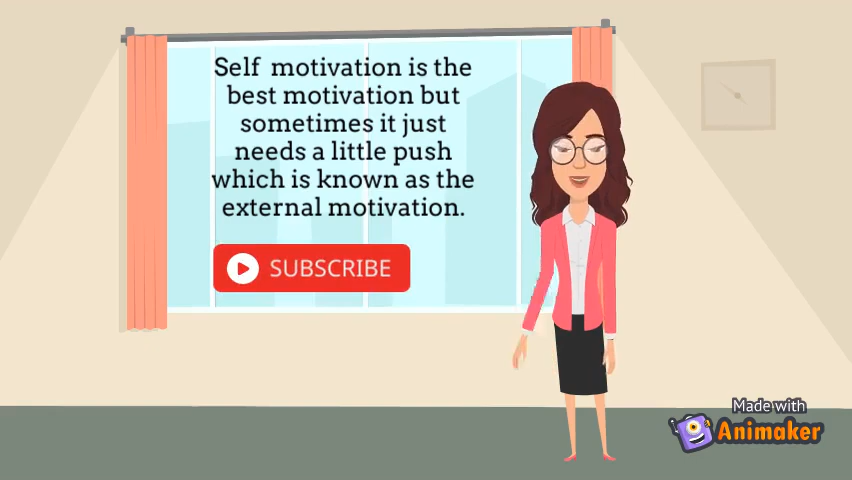 Self motivation is the
best motivation but
sometimes it just
needs a little push
which is known as the
external motivation.
SUBSCRIBE
Made with
Animaker